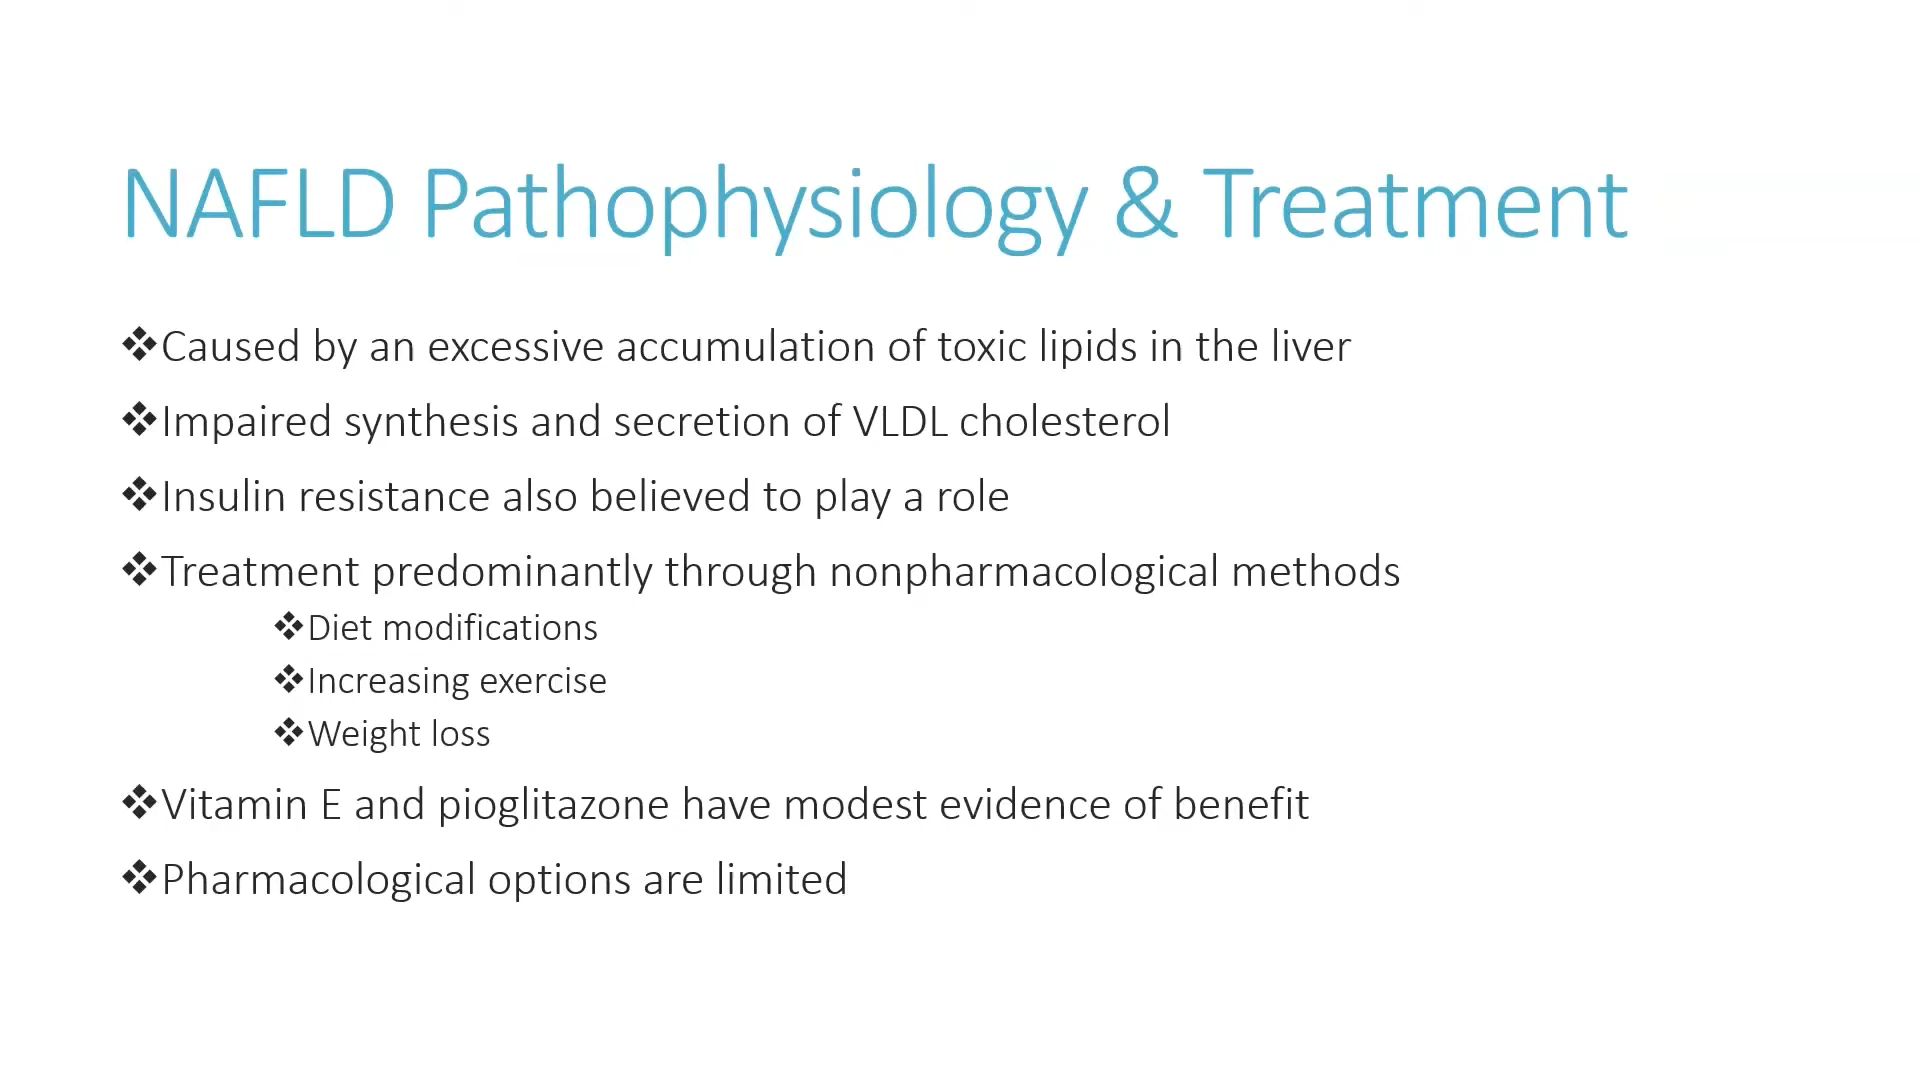 NAFLD Pathophysiology & Treatment
❖Caused by an excessive accumulation of toxic lipids in the liver
❖Impaired synthesis and secretion of VLDL cholesterol
❖Insulin resistance also believed to play a role
❖Treatment predominantly through nonpharmacological methods
❖Diet modifications
❖Increasing exercise
❖Weight loss
❖Vitamin E and pioglitazone have modest evidence of benefit
❖Pharmacological options are limited